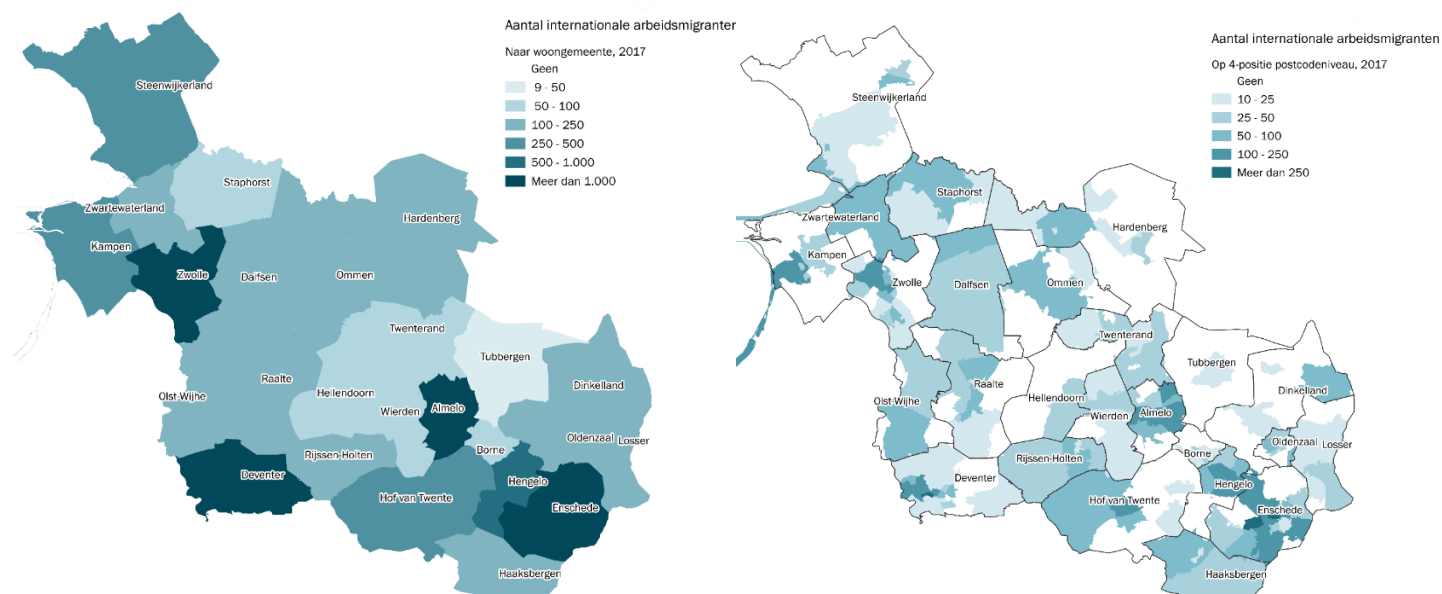 Aantal internationale arbeidsmigranter
Naar woongemeente, 2017
Geen
9 - 50
50 - 100
100 - 250
250 - 500
500 - 1.000
Meer dan 1.000
Steenwijkerland
Staphorst
Zwartewaterland
Hardenberg
Kampen
Zwolle
Dalfsen
Ommen
Twenterand
Tubbergen
Raalte
Dinkelland
Hellendoorn
Olst-Wijhe
Wierden
Almelo
Oldenzaal
Losser
Borne
Rijssen-Holten
Deventer
Hengelo
Hof van Twente
Enschede
Haaksbergen
Aantal internationale arbeidsmigranten
Op 4-positie postcodeniveau, 2017
Geen
10 - 25
25 - 50
50 - 100
100 - 250
Meer dan 250
Steenwijkerland
Staphorst
Zwartewaterland
Hardenberg
Kampen
Zwolle
Dalfsen
Ommen
Twenterand
Tubbergen
Raalte
Dinkelland
Hellendoorn
Olst-Wijhe
Wierden
Almelo
Oldenzaal
Losser
Borne
Rijssen-Holten
Deventer
Hengelo
Hof van Twente
Enschede
Haaksbergen